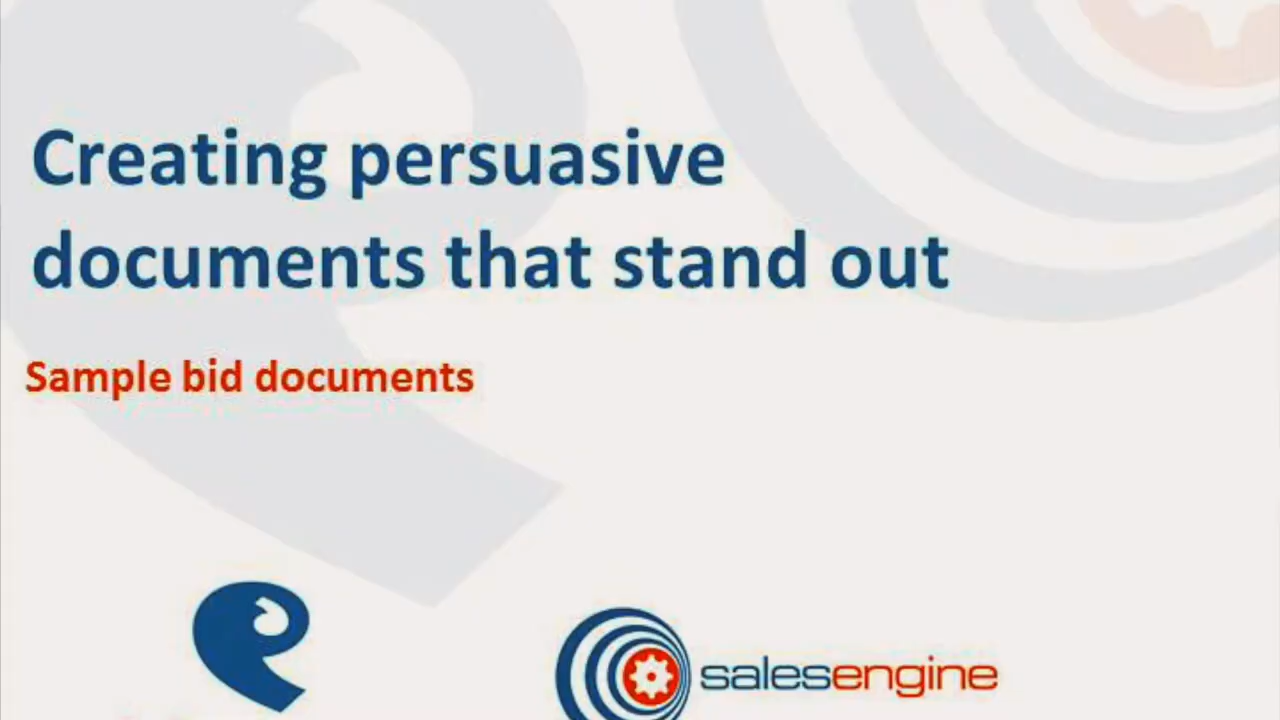 Creating persuasive
documents that stand out
Sample bid documents
salesengine